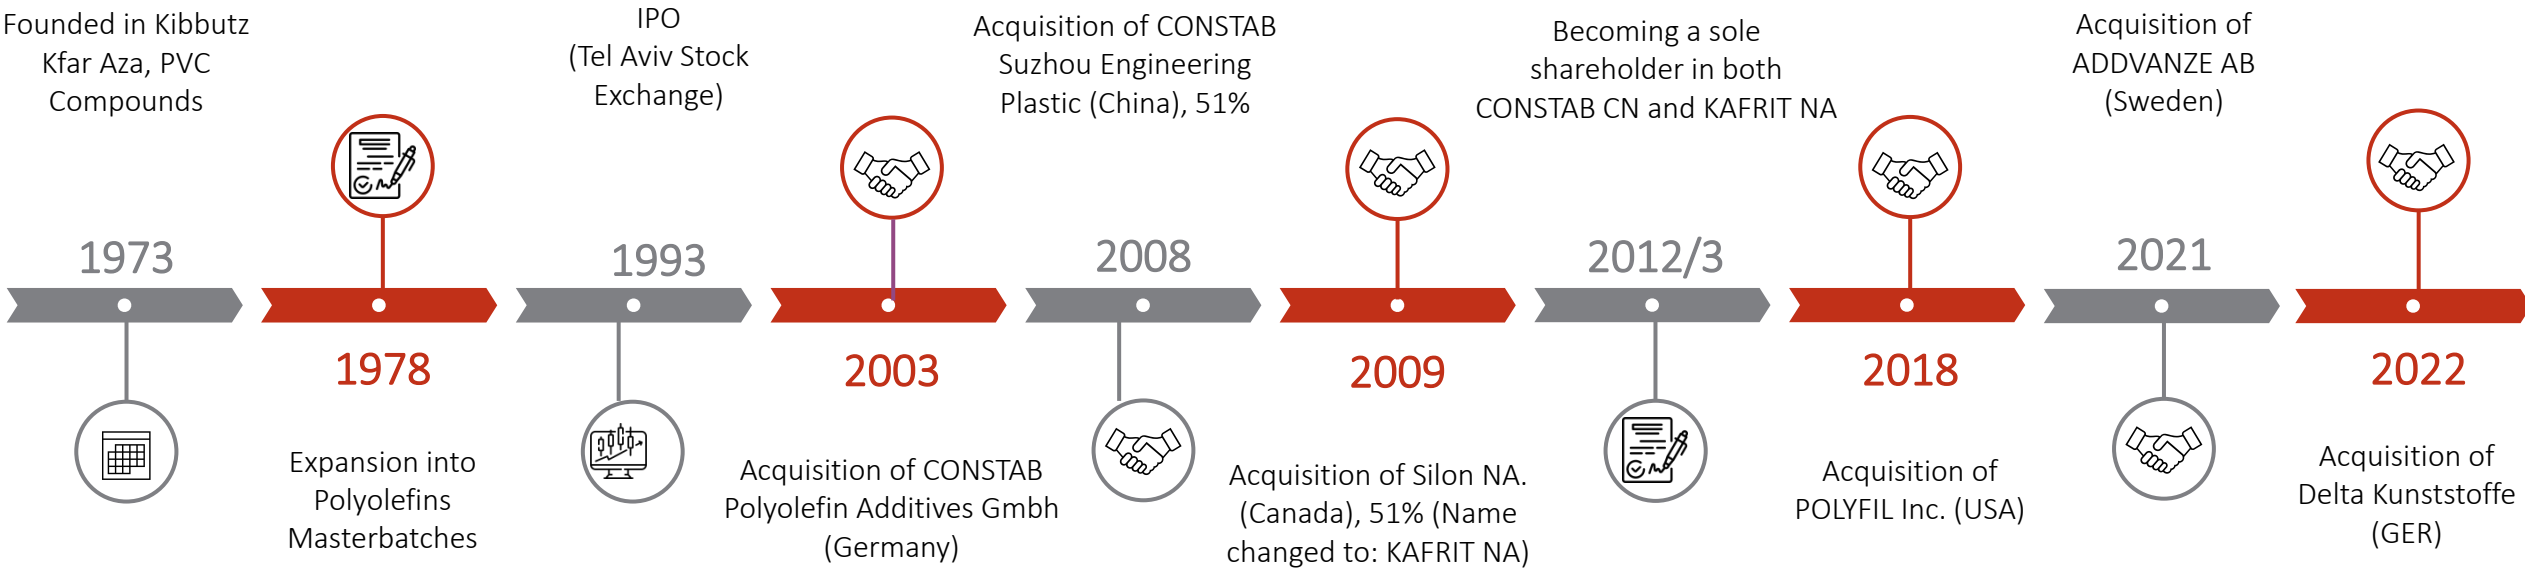 Founded in Kibbutz
Kfar Aza, PVC
Compounds
1973
1978
Expansion into
Polyolefins
Masterbatches
IPO
(Tel Aviv Stock
Exchange)
1993
2003
Acquisition of CONSTAB
Polyolefin Additives Gmbh
(Germany)
Acquisition of CONSTAB
Suzhou Engineering
Plastic (China), 51%
2008
2009
Acquisition of Silon NA.
(Canada), 51% (Name
changed to: KAFRIT NA)
Becoming a sole
shareholder in both
CONSTAB CN and KAFRIT NA
2012/3
2018
Acquisition of
POLYFIL Inc. (USA)
Acquisition of
ADDVANZE AB
(Sweden)
2021
2022
Acquisition of
Delta Kunststoffe
(GER)